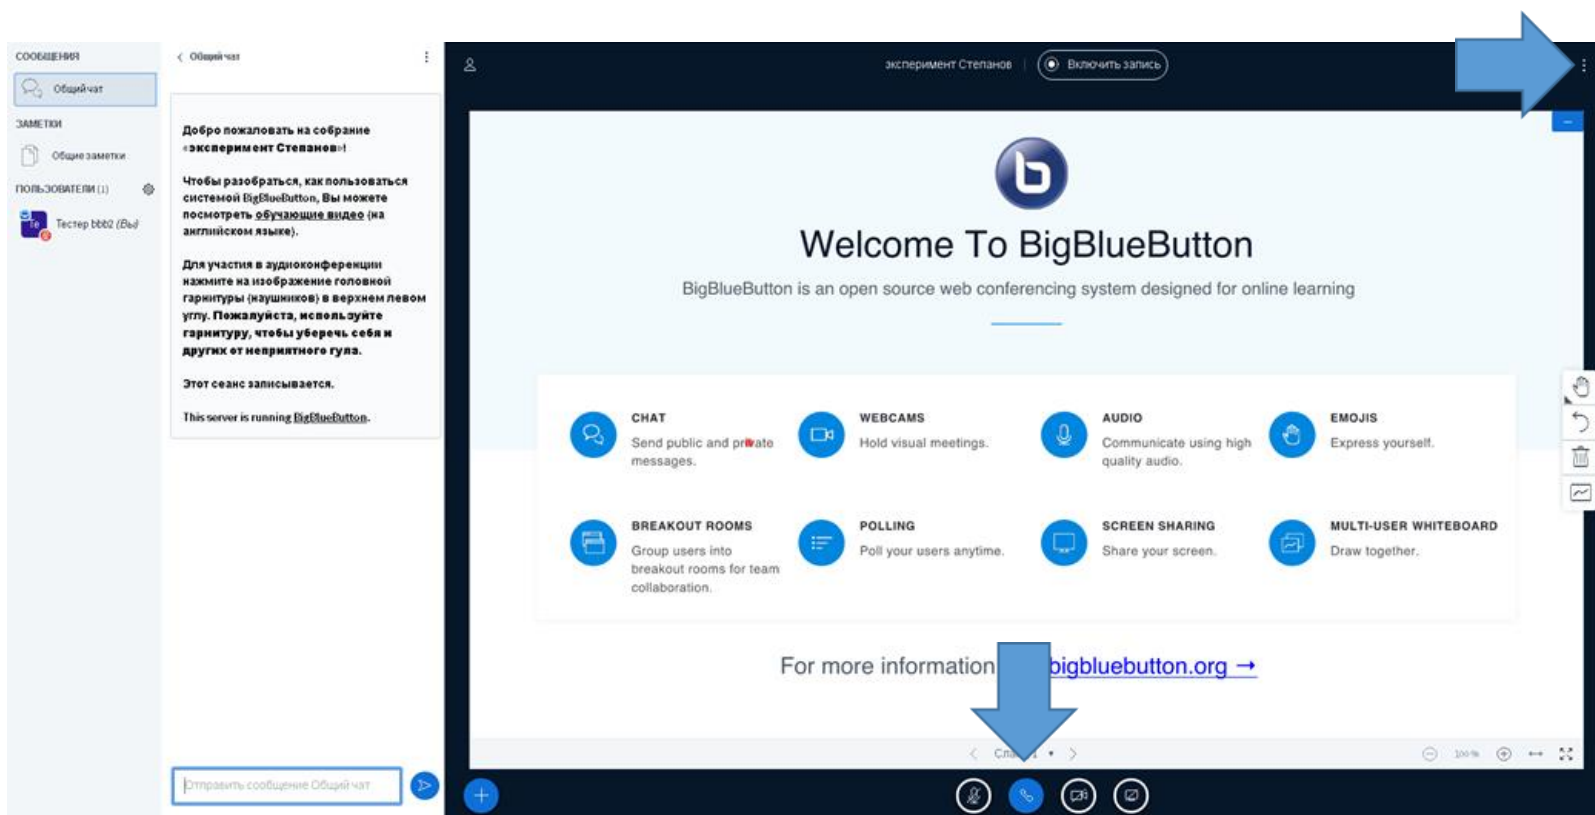 СООБЩЕНИЯ
Общий чат
ЗАМЕТКИ
Общие заметки
ПОЛЬЗОВАТЕЛИ (1)
Te
Тестер bbb2 (Вы)
Общий чат
Добро пожаловать на собрание
«эксперимент Степанов»!
Чтобы разобраться, как пользоваться
системой BigBlueButton, Вы можете
посмотреть обучающие видео (на
английском языке).
Для участия в аудиоконференции
нажмите на изображение головной
гарнитуры (наушников) в верхнем левом
углу. Пожалуйста, используйте
гарнитуру, чтобы уберечь себя и
других от неприятного гула.
Этот сеанс записывается.
This server is running BigBlueButton.
Отправить сообщение Общий чат
эксперимент Степанов | Включить запись
b
Welcome To BigBlueButton
BigBlueButton is an open source web conferencing system designed for online learning
CHAT
Send public and private
messages.
WEBCAMS
Hold visual meetings.
AUDIO
Communicate using high
quality audio.
EMOJIS
Express yourself.
BREAKOUT ROOMS
Group users into
breakout rooms for team
collaboration.
POLLING
Poll your users anytime.
SCREEN SHARING
Share your screen.
MULTI-USER WHITEBOARD
Draw together.
For more information bigbluebutton.org →
100%